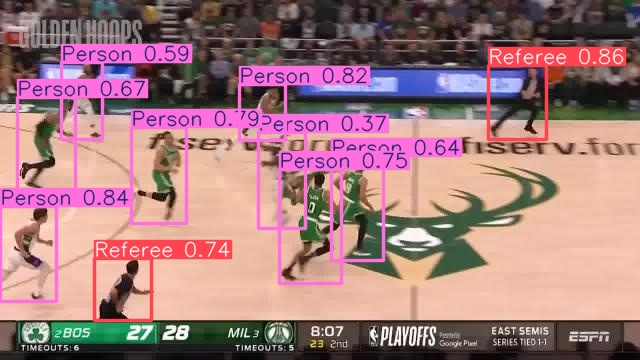 GOLDEN HOOPS
Person 0.59
Referee 0.86
Person 0.82
Person 0.67
Person 0.79
Person 0.37
Person 0.64
Person 0.75
fiserv.for
Person 0.84
Referee 0.74
2 BOS 27 28 MIL 3 8:07 PLAYOFFS Presented by Google Pixel EAST SEMIS ESPN
TIMEOUTS: 6 TIMEOUTS: 5 23 2nd SERIES TIED 1-1